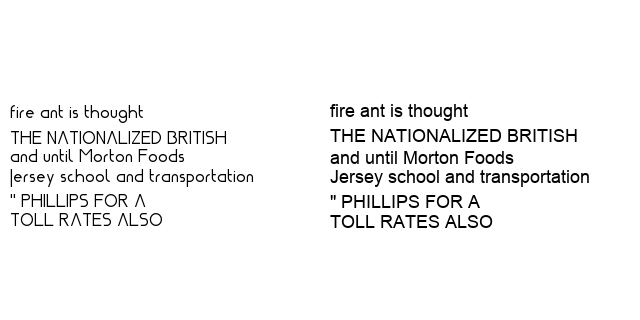 fire ant is thought
THE NATIONALIZED BRITISH
and until Morton Foods
Jersey school and transportation
" PHILLIPS FOR A
TOLL RATES ALSO
fire ant is thought
THE NATIONALIZED BRITISH
and until Morton Foods
Jersey school and transportation
" PHILLIPS FOR A
TOLL RATES ALSO